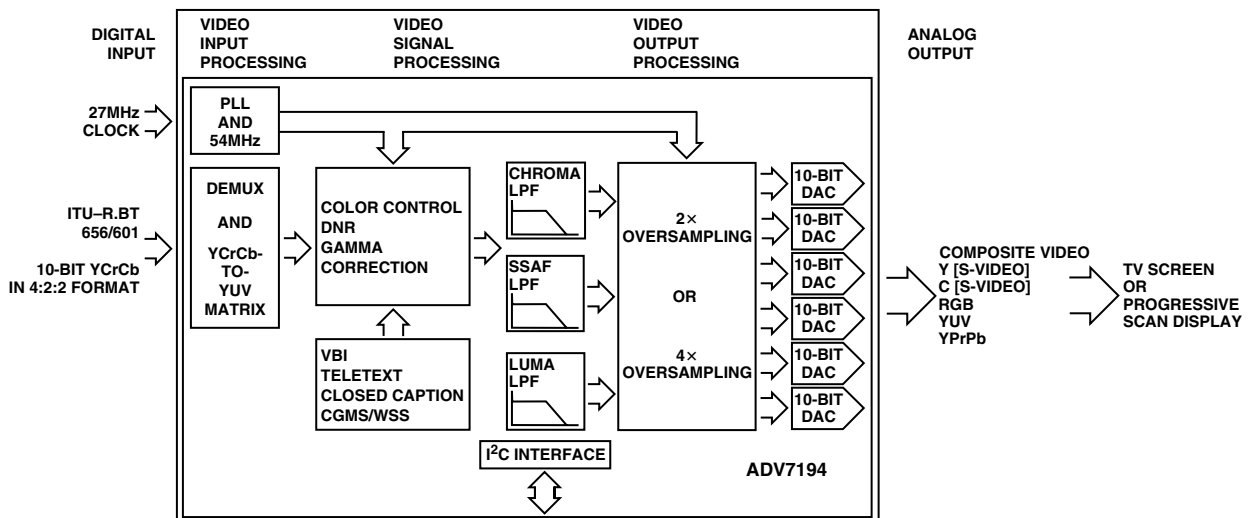 DIGITAL
INPUT
VIDEO
INPUT
PROCESSING
VIDEO
SIGNAL
PROCESSING
VIDEO
OUTPUT
PROCESSING
ANALOG
OUTPUT
27MHz
CLOCK
PLL
AND
54MHz
ITU–R.BT
656/601
10-BIT YCrCb
IN 4:2:2 FORMAT
DEMUX
AND
YCrCb-
TO-
YUV
MATRIX
COLOR CONTROL
DNR
GAMMA
CORRECTION
VBI
TELETEXT
CLOSED CAPTION
CGMS/WSS
CHROMA
LPF
SSAF
LPF
LUMA
LPF
2×
OVERSAMPLING
OR
4×
OVERSAMPLING
10-BIT
DAC
10-BIT
DAC
10-BIT
DAC
10-BIT
DAC
10-BIT
DAC
10-BIT
DAC
I²C INTERFACE
ADV7194
COMPOSITE VIDEO
Y [S-VIDEO]
C [S-VIDEO]
RGB
YUV
YPrPb
TV SCREEN
OR
PROGRESSIVE
SCAN DISPLAY